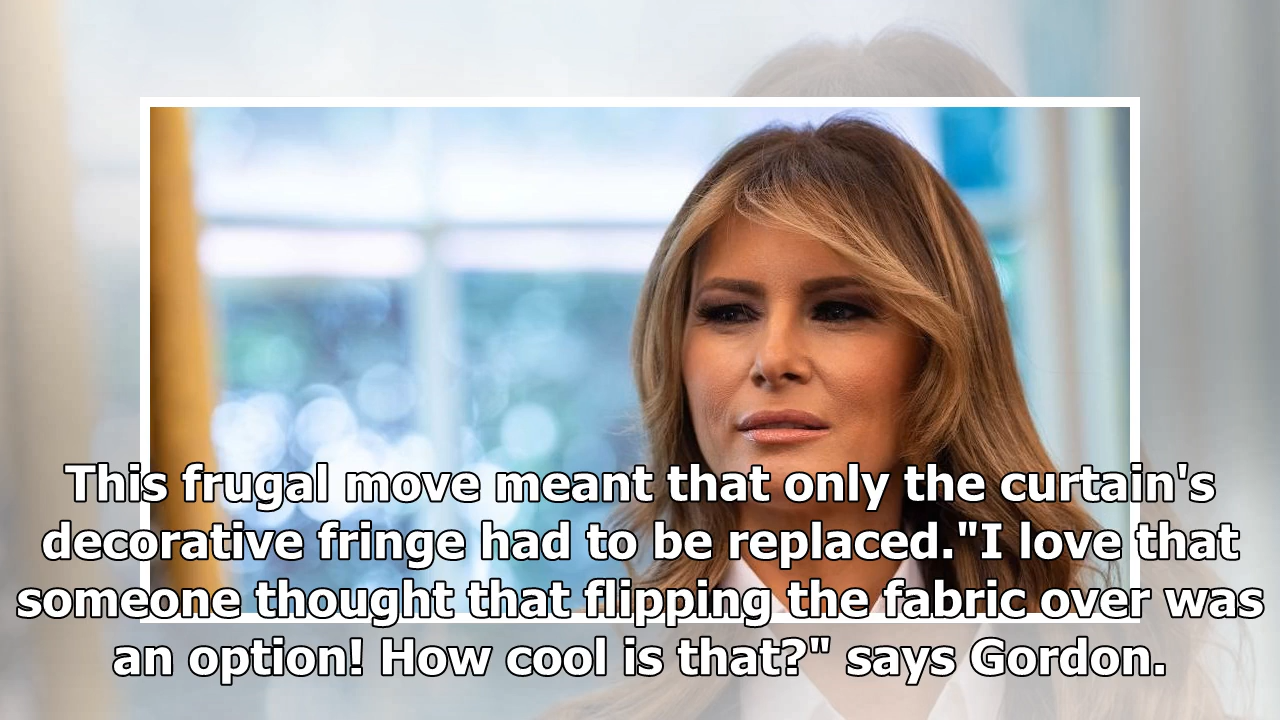 This frugal move meant that only the curtain's
decorative fringe had to be replaced."I love that
someone thought that flipping the fabric over was
an option! How cool is that?" says Gordon.